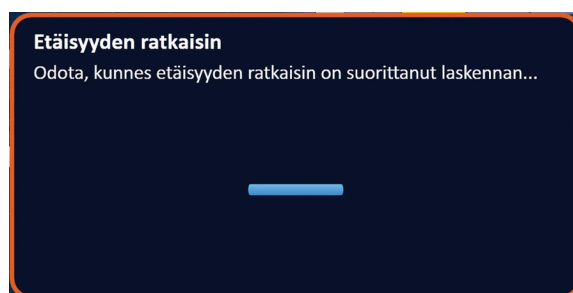 Etäisyyden ratkaisin
Odota, kunnes etäisyyden ratkaisin on suorittanut laskennan...